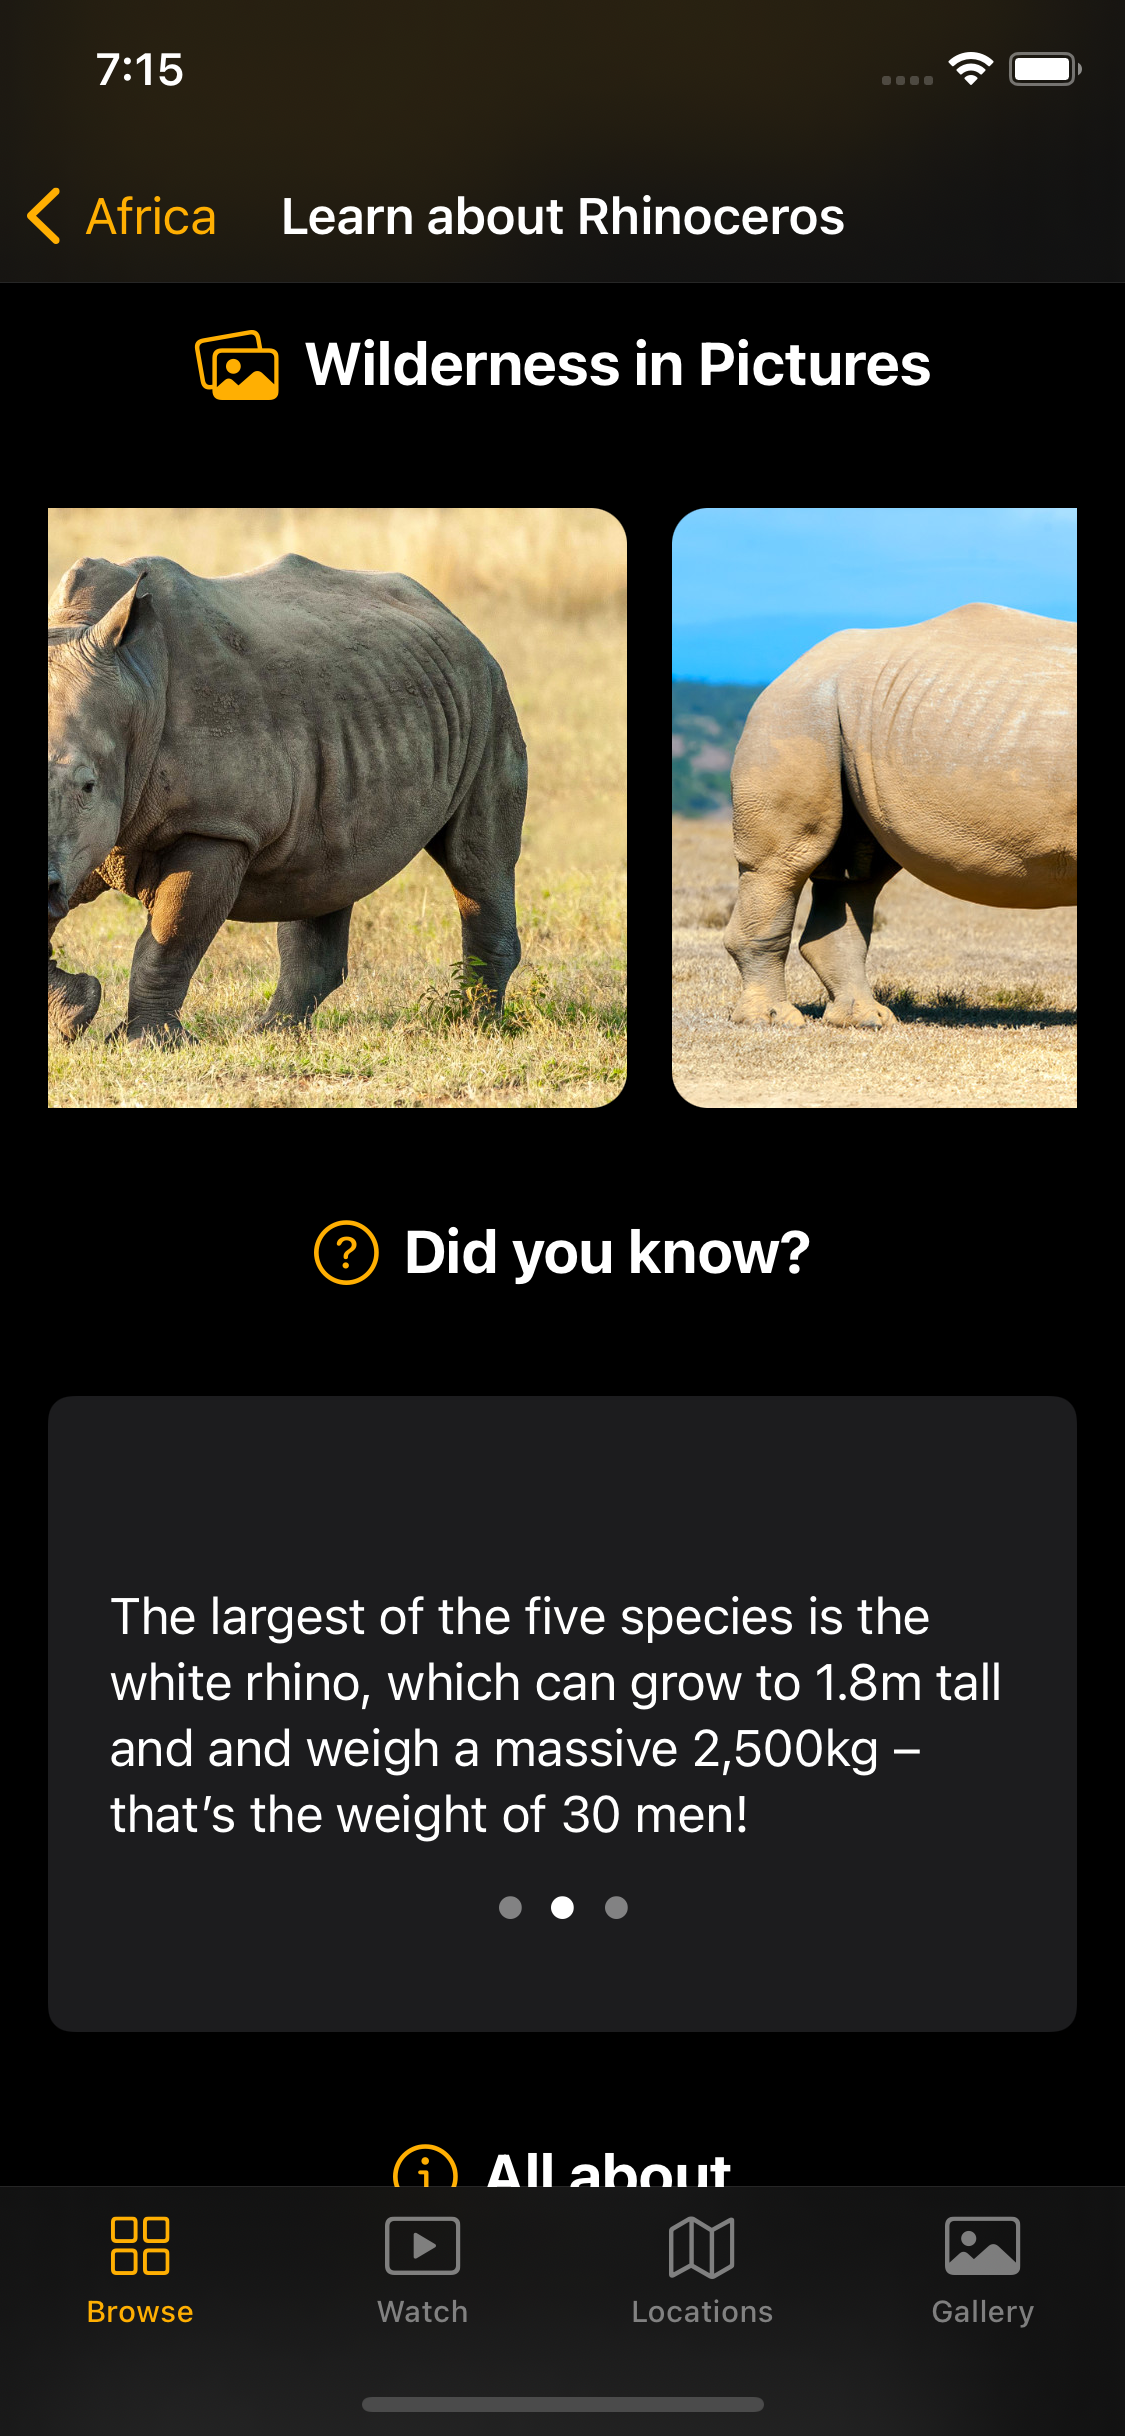 7:15
Africa
Learn about Rhinoceros
Wilderness in Pictures
Did you know?
The largest of the five species is the
white rhino, which can grow to 1.8m tall
and and weigh a massive 2,500kg –
that’s the weight of 30 men!
All about
Browse
Watch
Locations
Gallery